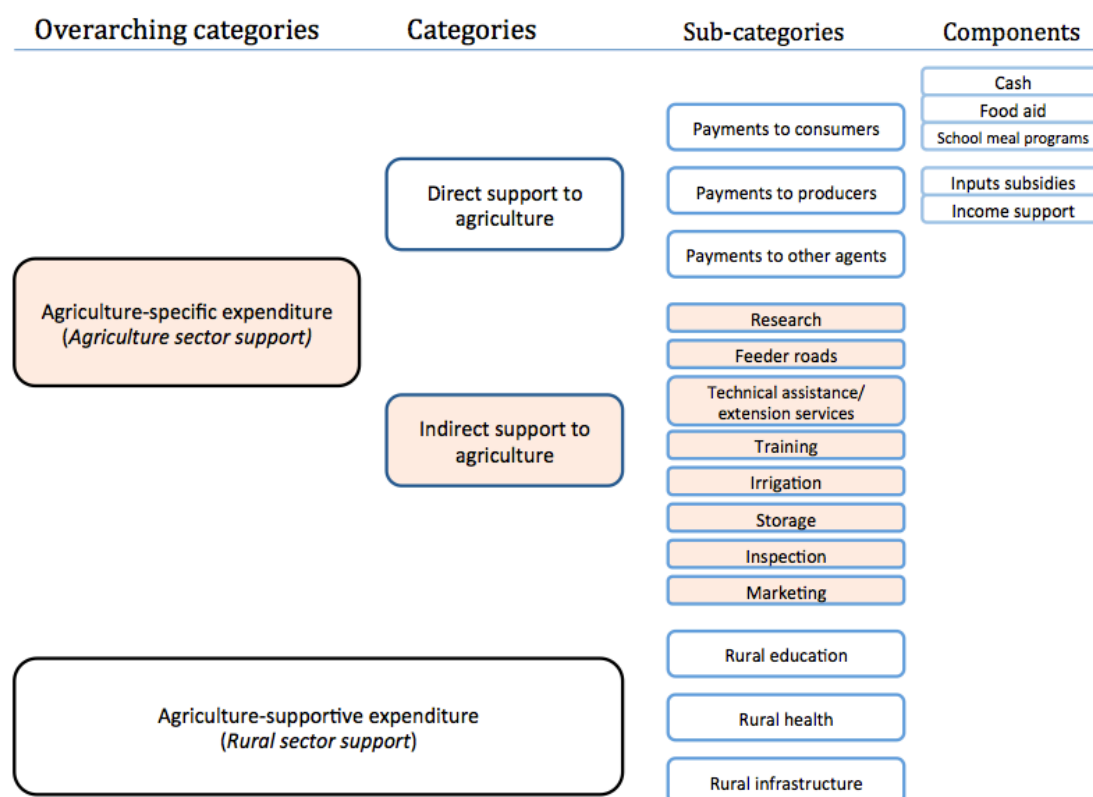 Overarching categories
Categories
Sub-categories
Components
Cash
Food aid
School meal programs
Payments to consumers
Direct support to
agriculture
Payments to producers
Inputs subsidies
Income support
Payments to other agents
Agriculture-specific expenditure
(Agriculture sector support)
Research
Feeder roads
Technical assistance/
extension services
Indirect support to
agriculture
Training
Irrigation
Storage
Inspection
Marketing
Agriculture-supportive expenditure
(Rural sector support)
Rural education
Rural health
Rural infrastructure